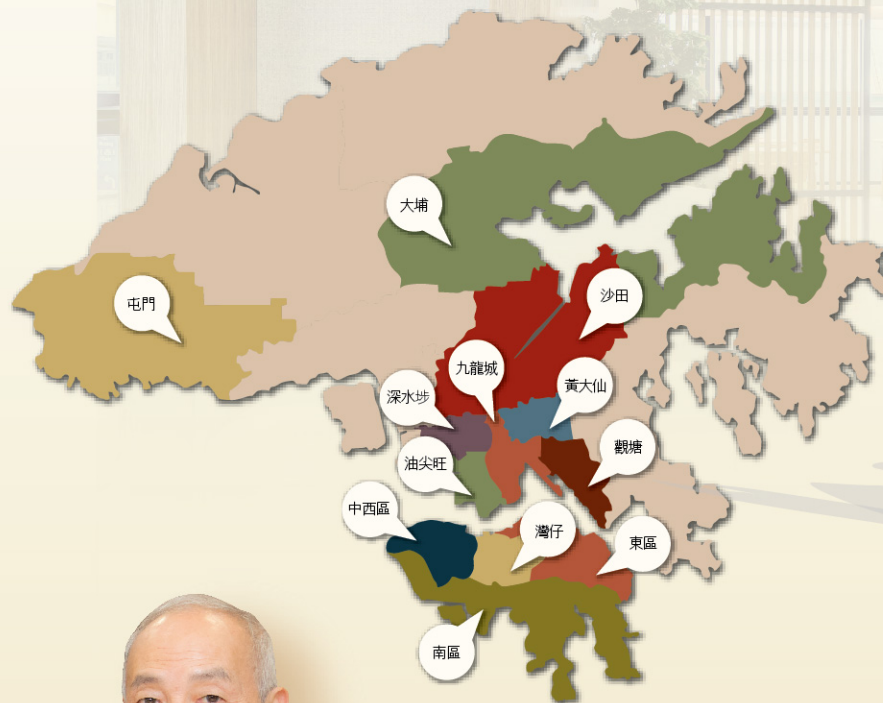 大埔
屯門
沙田
九龍城
黃大仙
深水埗
觀塘
油尖旺
中西區
灣仔
東區
南區